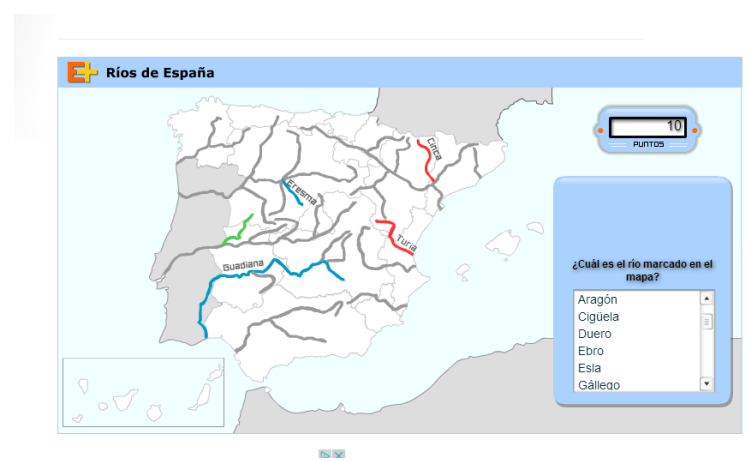 E+ Ríos de España
10
PUNTOS
Cinca
Eresma
Turia
Guadiana
¿Cuál es el río marcado en el
mapa?
Aragón
Cigüela
Duero
Ebro
Esla
Gállego